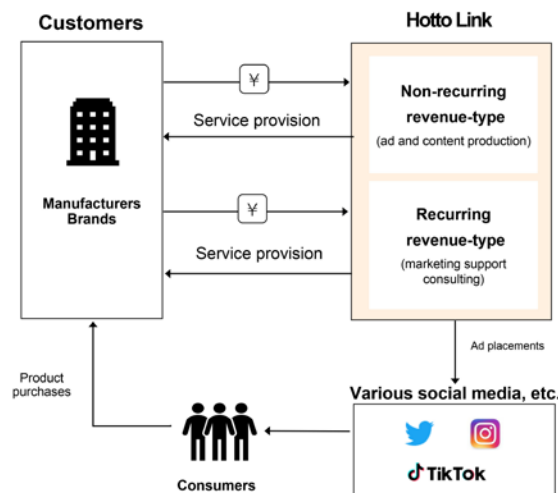 Customers
Hotto Link
¥
Service provision
Non-recurring
revenue-type
(ad and content production)
Manufacturers
Brands
¥
Service provision
Recurring
revenue-type
(marketing support
consulting)
Ad placements
Product
purchases
Various social media, etc.
TikTok
Consumers